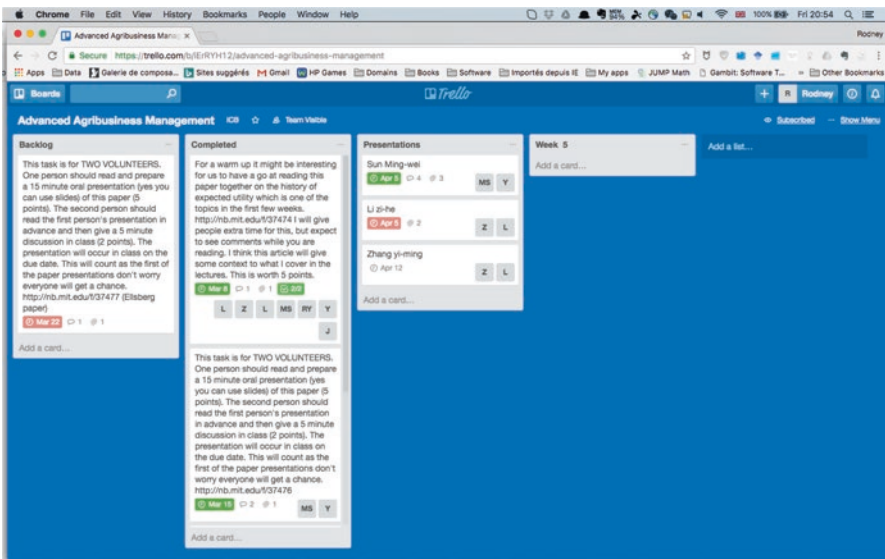 Chrome File Edit View History Bookmarks People Window Help
100% Fri 20:54
Advanced Agribusiness Manag
Rodney
Secure https://trello.com/b/lErRYH12/advanced-agribusiness-management
Apps Data Galerie de composa... Sites suggérés Gmail HP Games Domains Books Software Importés depuis IE My apps JUMP Math Gambit: Software T... Other Bookmarks
Boards
Trello
R Rodney
Advanced Agribusiness Management ICB Team Visible
Subscribed Show Menu
Backlog
This task is for TWO VOLUNTEERS.
One person should read and prepare
a 15 minute oral presentation (yes you
can use slides) of this paper (5
points). The second person should
read the first person's presentation in
advance and then give a 5 minute
discussion in class (2 points). The
presentation will occur in class on the
due date. This will count as the first of
the paper presentations don't worry
everyone will get a chance.
http://nb.mit.edu/f/37477 (Ellsberg
paper)
Mar 22 1 1
Add a card...
Completed
For a warm up it might be interesting
for us to have a go at reading this
paper together on the history of
expected utility which is one of the
topics in the first few weeks.
http://nb.mit.edu/f/37474 I will give
people extra time for this, but expect
to see comments while you are
reading. I think this article will give
some context to what I cover in the
lectures. This is worth 5 points.
Mar 8 1 1 2/2
L Z L MS RY Y
J
This task is for TWO VOLUNTEERS.
One person should read and prepare
a 15 minute oral presentation (yes
you can use slides) of this paper (5
points). The second person should
read the first person's presentation
in advance and then give a 5 minute
discussion in class (2 points). The
presentation will occur in class on
the due date. This will count as the
first of the paper presentations don't
worry everyone will get a chance.
http://nb.mit.edu/f/37476
Mar 15 2 1
MS Y
Add a card...
Presentations
Sun Ming-wei
Apr 5 4 3
MS Y
Li zi-he
Apr 5 2
Z L
Zhang yi-ming
Apr 12
Z L
Add a card...
Week 5
Add a card...
Add a list...